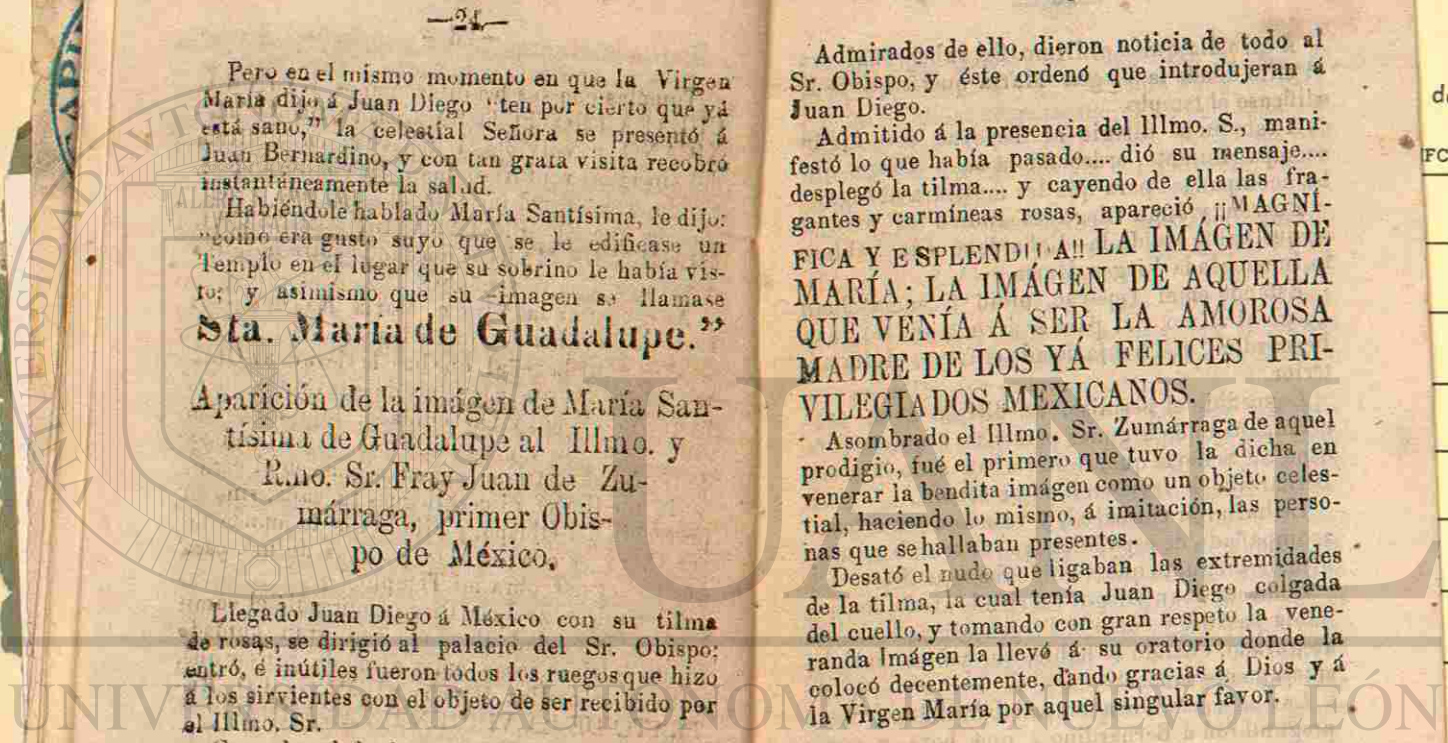 —21—
Pero en el mismo momento en que la Virgen
María dijo á Juan Diego "ten por cierto que yá
está sano," la celestial Señora se presentó á
Juan Bernardino, y con tan grata visita recobró
instantáneamente la salud.
Habiéndole hablado María Santísima, le dijo:
"como era gusto suyo que se le edificase un
Templo en el lugar que su sobrino le había vis-
to; y asimismo que su imagen se llamase
Sta. María de Guadalupe."
Aparición de la imágen de María San-
tísima de Guadalupe al Illmo. y
Rmo. Sr. Fray Juan de Zu-
márraga, primer Obis-
po de México.
Llegado Juan Diego á México con su tilma
de rosas, se dirigió al palacio del Sr. Obispo;
entró, é inútiles fueron todos los ruegos que hizo
á los sirvientes con el objeto de ser recibido por
el Illmo. Sr.
Admirados de ello, dieron noticia de todo al
Sr. Obispo, y éste ordenó que introdujeran á
Juan Diego.
Admitido á la presencia del Illmo. S., mani-
festó lo que había pasado.... dió su mensaje....
desplegó la tilma.... y cayendo de ella las fra-
gantes y carmíneas rosas, apareció ¡¡MAGNÍ-
FICA Y ESPLENDIDA!! LA IMÁGEN DE
MARÍA; LA IMÁGEN DE AQUELLA
QUE VENÍA Á SER LA AMOROSA
MADRE DE LOS YÁ FELICES PRI-
VILEGIADOS MEXICANOS.
Asombrado el Illmo. Sr. Zumárraga de aquel
prodigio, fué el primero que tuvo la dicha en
venerar la bendita imágen como un objeto celes-
tial, haciendo lo mismo, á imitación, las perso-
nas que se hallaban presentes.
Desató el nudo que ligaban las extremidades
de la tilma, la cual tenía Juan Diego colgada
del cuello, y tomando con gran respeto la vene-
randa Imágen la llevó á su oratorio donde la
colocó decentemente, dando gracias á Dios y á
la Virgen María por aquel singular favor.
UANL
UNIVERSIDAD AUTÓNOMA DE NUEVO LEÓN